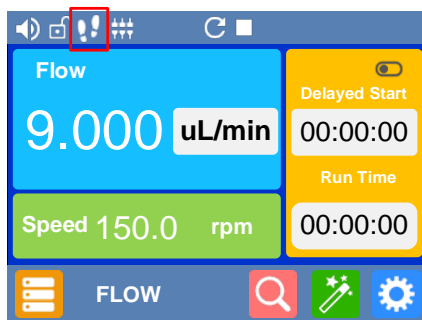 Flow
9.000 uL/min
Delayed Start
00:00:00
Run Time
00:00:00
Speed 150.0 rpm
FLOW